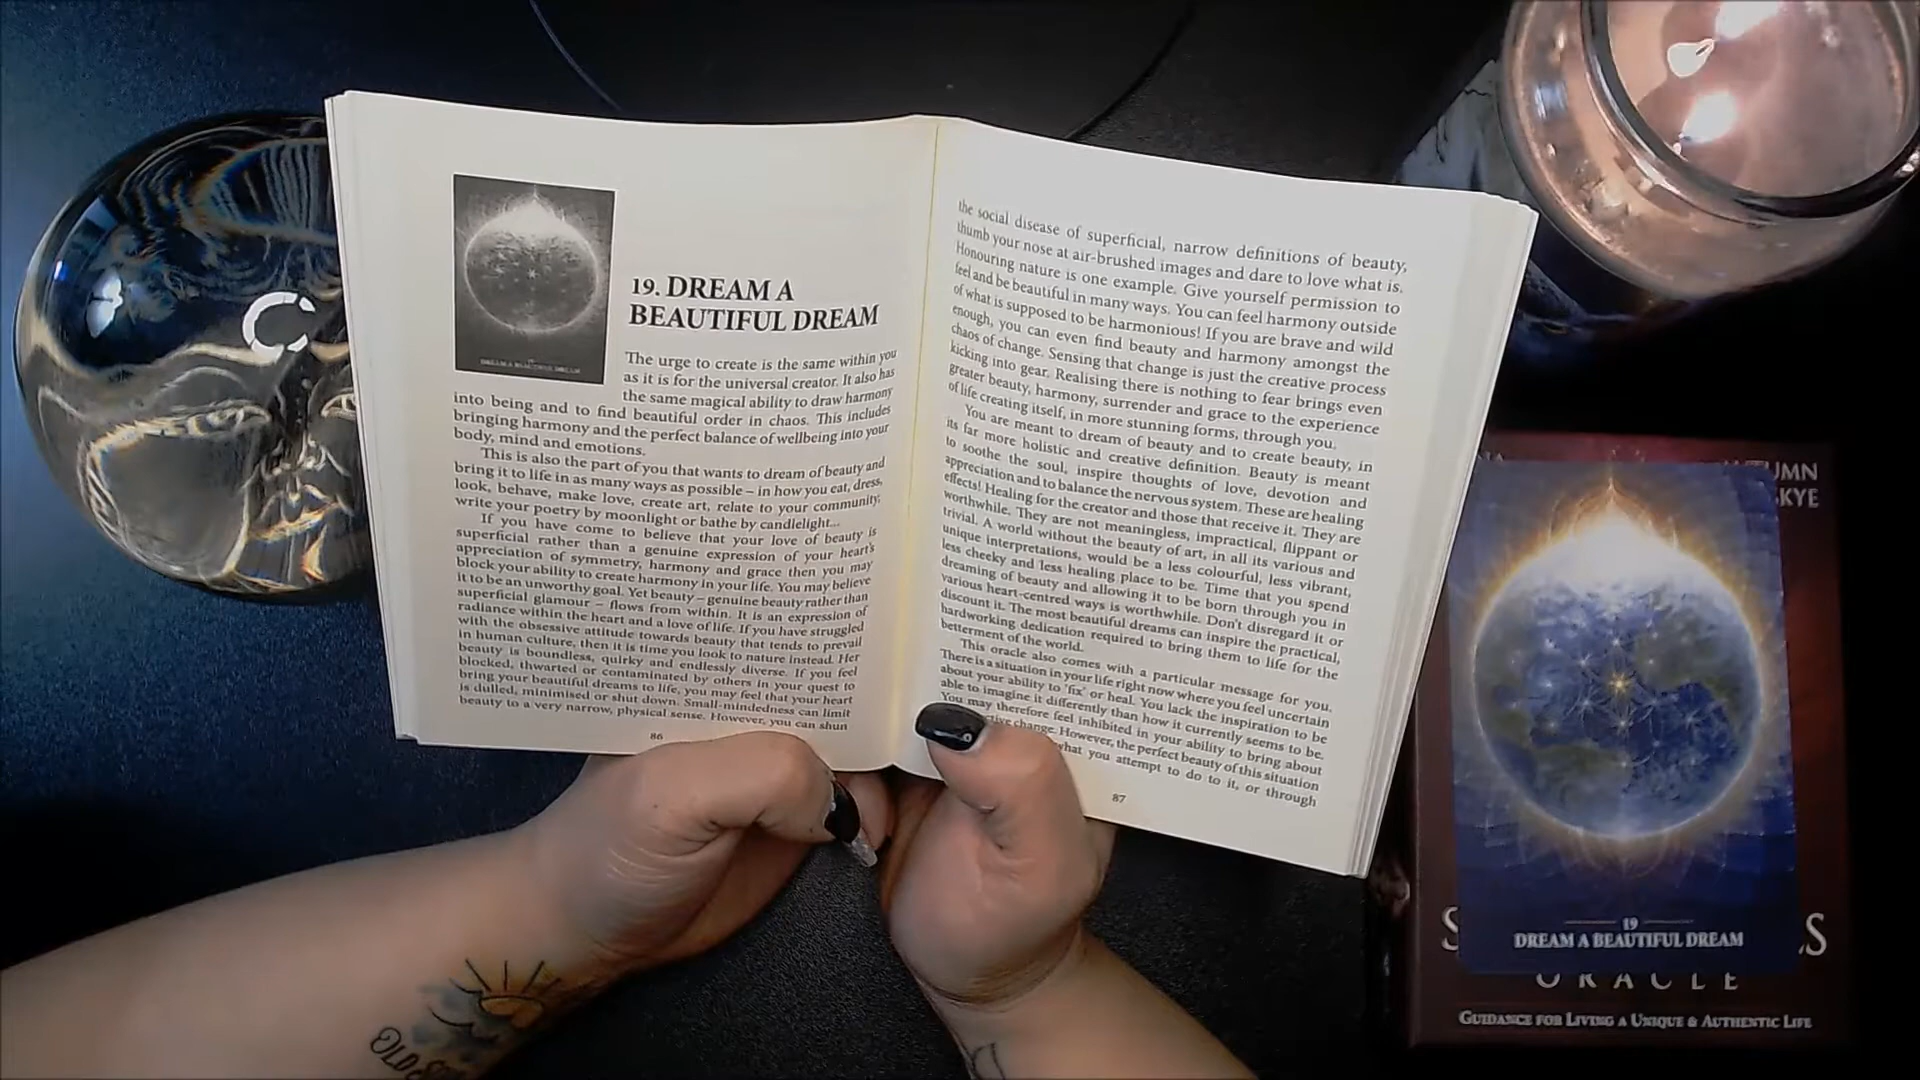 19. DREAM A
BEAUTIFUL DREAM
The urge to create is the same within you
as it is for the universal creator. It also has
the same magical ability to draw harmony
into being and to find beautiful order in chaos. This includes
bringing harmony and the perfect balance of wellbeing into your
body, mind and emotions.
This is also the part of you that wants to dream of beauty and
bring it to life in as many ways as possible – in how you eat, dress,
look, behave, make love, create art, relate to your community,
write your poetry by moonlight or bathe by candlelight...
If you have come to believe that your love of beauty is
superficial rather than a genuine expression of your heart's
appreciation of symmetry, harmony and grace then you may
block your ability to create harmony in your life. You may believe
it to be an unworthy goal. Yet beauty – genuine beauty rather than
superficial glamour – flows from within. It is an expression of
radiance within the heart and a love of life. If you have struggled
with the obsessive attitude towards beauty that tends to prevail
in human culture, then it is time you look to nature instead. Her
beauty is boundless, quirky and endlessly diverse. If you feel
blocked, thwarted or contaminated by others in your quest to
bring your beautiful dreams to life, you may feel that your heart
is dulled, minimised or shut down. Small-mindedness can limit
beauty to a very narrow, physical sense. However, you can shun
86
the social disease of superficial, narrow definitions of beauty,
thumb your nose at air-brushed images and dare to love what is.
Honouring nature is one example. Give yourself permission to
feel and be beautiful in many ways. You can feel harmony outside
of what is supposed to be harmonious! If you are brave and wild
enough, you can even find beauty and harmony amongst the
chaos of change. Sensing that change is just the creative process
kicking into gear. Realising there is nothing to fear brings even
greater beauty, harmony, surrender and grace to the experience
of life creating itself, in more stunning forms, through you.
You are meant to dream of beauty and to create beauty, in
its far more holistic and creative definition. Beauty is meant
to soothe the soul, inspire thoughts of love, devotion and
appreciation and to balance the nervous system. These are healing
effects! Healing for the creator and those that receive it. They are
worthwhile. They are not meaningless, impractical, flippant or
trivial. A world without the beauty of art, in all its various and
unique interpretations, would be a less colourful, less vibrant,
less cheeky and less healing place to be. Time that you spend
dreaming of beauty and allowing it to be born through you in
various heart-centred ways is worthwhile. Don't disregard it or
discount it. The most beautiful dreams can inspire the practical,
hardworking dedication required to bring them to life for the
betterment of the world.
This oracle also comes with a particular message for you.
There is a situation in your life right now where you feel uncertain
about your ability to 'fix' or heal. You lack the inspiration to be
able to imagine it differently than how it currently seems to be.
You may therefore feel inhibited in your ability to bring about
change. However, the perfect beauty of this situation
what you attempt to do to it, or through
87
DREAM A BEAUTIFUL DREAM
SKYE
19
DREAM A BEAUTIFUL DREAM
ORACLE
GUIDANCE FOR LIVING A UNIQUE & AUTHENTIC LIFE
OLD